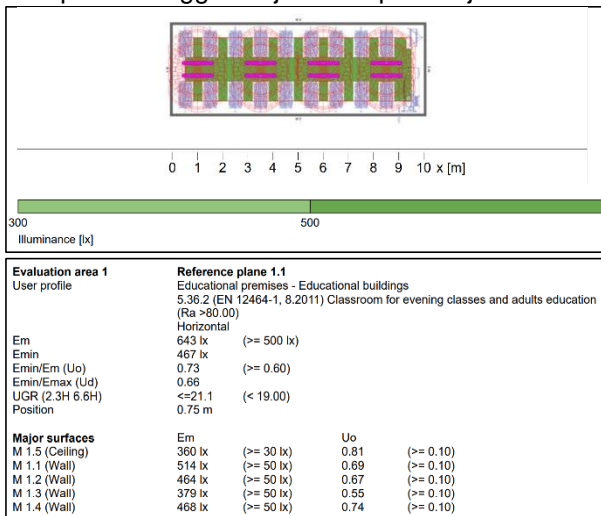 0 1 2 3 4 5 6 7 8 9 10 x [m]
300 500
Illuminance [lx]
Evaluation area 1 Reference plane 1.1
User profile Educational premises - Educational buildings
5.36.2 (EN 12464-1, 8.2011) Classroom for evening classes and adults education
(Ra >80.00)
Horizontal
Em 643 lx (>= 500 lx)
Emin 467 lx
Emin/Em (Uo) 0.73 (>= 0.60)
Emin/Emax (Ud) 0.66
UGR (2.3H 6.6H) <=21.1 (< 19.00)
Position 0.75 m
Major surfaces Em Uo
M 1.5 (Ceiling) 360 lx (>= 30 lx) 0.81 (>= 0.10)
M 1.1 (Wall) 514 lx (>= 50 lx) 0.69 (>= 0.10)
M 1.2 (Wall) 464 lx (>= 50 lx) 0.67 (>= 0.10)
M 1.3 (Wall) 379 lx (>= 50 lx) 0.55 (>= 0.10)
M 1.4 (Wall) 468 lx (>= 50 lx) 0.74 (>= 0.10)